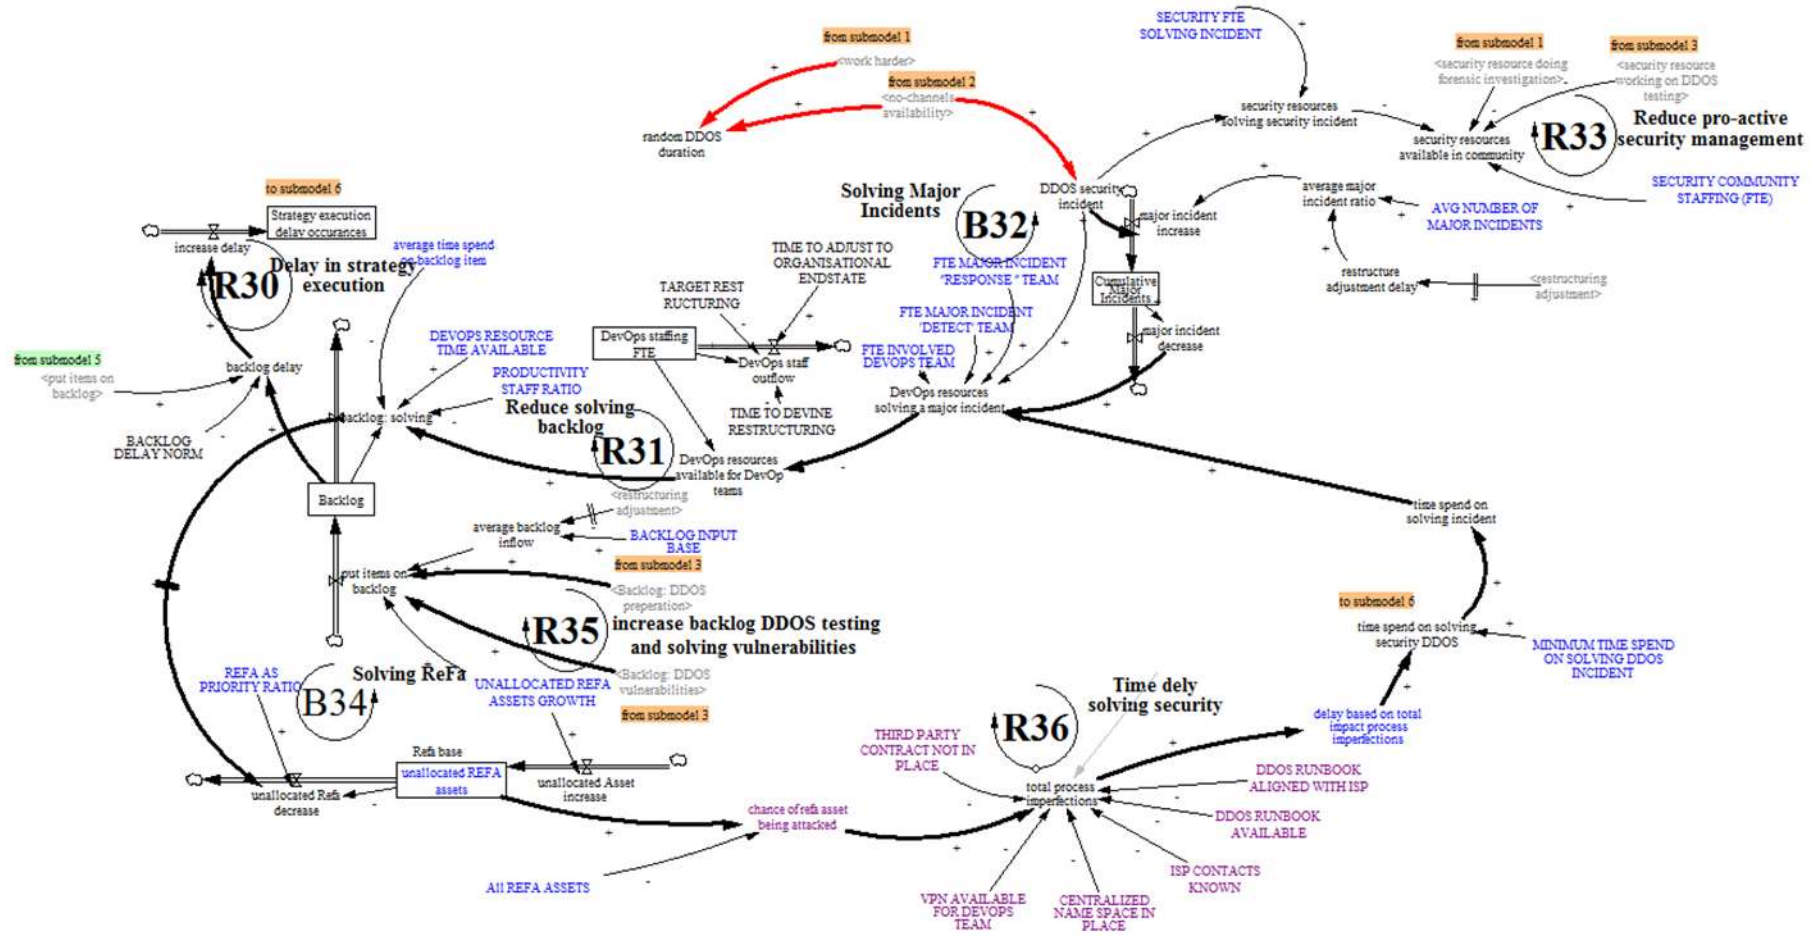 from submodel 1
<work harder>
from submodel 2
<no-channels
availability>
random DDOS
duration
SECURITY FTE
SOLVING INCIDENT
from submodel 1
<security resource doing
forensic investigation>
from submodel 3
<security resource
working on DDOS
testing>
security resources
solving security incident
security resources
available in community
R33
Reduce pro-active
security management
SECURITY COMMUNITY
STAFFING (FTE)
average major
incident ratio
AVG NUMBER OF
MAJOR INCIDENTS
restructure
adjustment delay
<restructuring
adjustment>
to submodel 6
Strategy execution
delay occurances
increase delay
R30
Delay in strategy
execution
average time spend
on backlog item
Solving Major
Incidents
B32
DDOS security
incident
major incident
increase
Cumulative
Major
Incidents
major incident
decrease
TIME TO ADJUST TO
ORGANISATIONAL
ENDSTATE
TARGET REST
RUCTURING
FTE MAJOR INCIDENT
"RESPONSE " TEAM
FTE MAJOR INCIDENT
'DETECT' TEAM
FTE INVOLVED
DEVOPS TEAM
DevOps staffing
FTE
DevOps staff
outflow
TIME TO DEVINE
RESTRUCTURING
DevOps resources
solving a major incident
from submodel 5
<put items on
backlog>
backlog delay
BACKLOG
DELAY NORM
DEVOPS RESOURCE
TIME AVAILABLE
PRODUCTIVITY
STAFF RATIO
backlog: solving
Reduce solving
backlog
R31
DevOps resources
available for DevOp
teams
Backlog
<restructuring
adjustment>
average backlog
inflow
BACKLOG INPUT
BASE
from submodel 3
<Backlog: DDOS
preperation>
put items on
backlog
R35
increase backlog DDOS testing
and solving vulnerabilities
<Backlog: DDOS
vulnerabilities>
from submodel 3
time spend on
solving incident
to submodel 6
time spend on solving
security DDOS
MINIMUM TIME SPEND
ON SOLVING DDOS
INCIDENT
REFA AS
PRIORITY RATIO
B34
Solving ReFa
UNALLOCATED REFA
ASSETS GROWTH
Refa base
unallocated REFA
assets
unallocated Refa
decrease
unallocated Asset
increase
chance of refa asset
being attacked
All REFA ASSETS
R36
Time dely
solving security
THIRD PARTY
CONTRACT NOT IN
PLACE
total process
imperfections
delay based on total
impact process
imperfections
DDOS RUNBOOK
ALIGNED WITH ISP
DDOS RUNBOOK
AVAILABLE
ISP CONTACTS
KNOWN
CENTRALIZED
NAME SPACE IN
PLACE
VPN AVAILABLE
FOR DEVOPS
TEAM